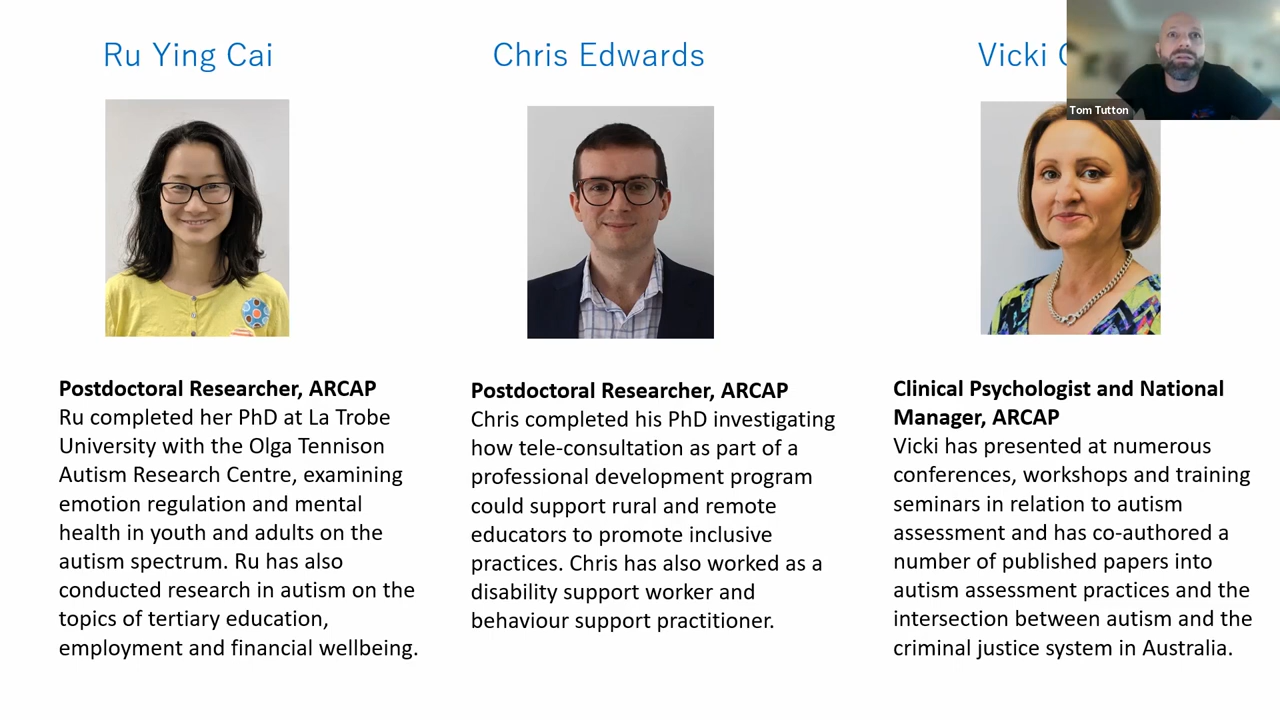 Ru Ying Cai
Chris Edwards
Vicki
Tom Tutton
Postdoctoral Researcher, ARCAP
Ru completed her PhD at La Trobe
University with the Olga Tennison
Autism Research Centre, examining
emotion regulation and mental
health in youth and adults on the
autism spectrum. Ru has also
conducted research in autism on the
topics of tertiary education,
employment and financial wellbeing.
Postdoctoral Researcher, ARCAP
Chris completed his PhD investigating
how tele-consultation as part of a
professional development program
could support rural and remote
educators to promote inclusive
practices. Chris has also worked as a
disability support worker and
behaviour support practitioner.
Clinical Psychologist and National
Manager, ARCAP
Vicki has presented at numerous
conferences, workshops and training
seminars in relation to autism
assessment and has co-authored a
number of published papers into
autism assessment practices and the
intersection between autism and the
criminal justice system in Australia.